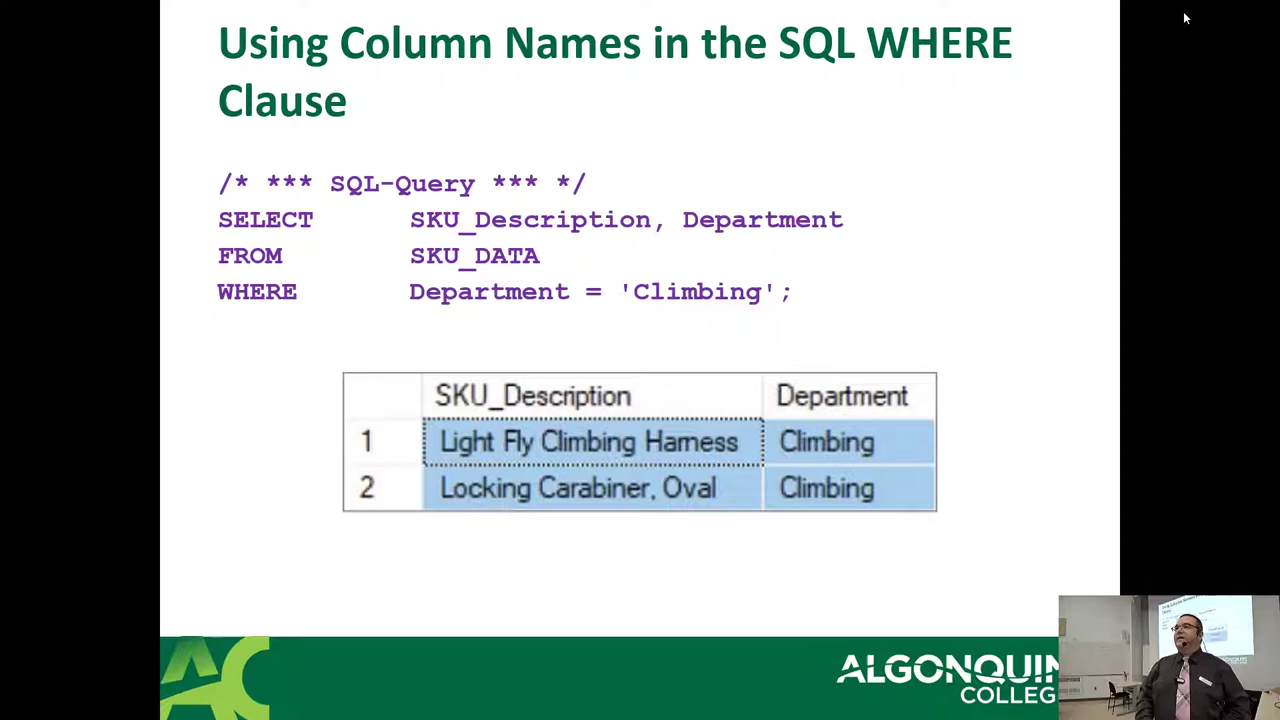 Using Column Names in the SQL WHERE
Clause
/* *** SQL-Query *** */
SELECT SKU_Description, Department
FROM SKU_DATA
WHERE Department = 'Climbing';
SKU_Description Department
1 Light Fly Climbing Harness Climbing
2 Locking Carabiner, Oval Climbing
AC
ALGONQUIN
COLLEGE